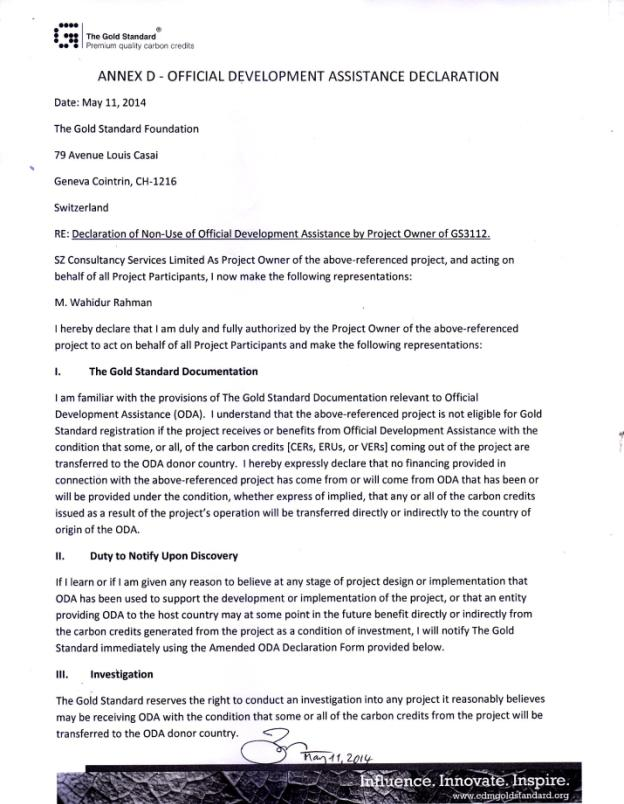 The Gold Standard®
Premium quality carbon credits
ANNEX D - OFFICIAL DEVELOPMENT ASSISTANCE DECLARATION
Date: May 11, 2014
The Gold Standard Foundation
79 Avenue Louis Casai
Geneva Cointrin, CH-1216
Switzerland
RE: Declaration of Non-Use of Official Development Assistance by Project Owner of GS3112.
SZ Consultancy Services Limited As Project Owner of the above-referenced project, and acting on
behalf of all Project Participants, I now make the following representations:
M. Wahidur Rahman
I hereby declare that I am duly and fully authorized by the Project Owner of the above-referenced
project to act on behalf of all Project Participants and make the following representations:
I. The Gold Standard Documentation
I am familiar with the provisions of The Gold Standard Documentation relevant to Official
Development Assistance (ODA). I understand that the above-referenced project is not eligible for Gold
Standard registration if the project receives or benefits from Official Development Assistance with the
condition that some, or all, of the carbon credits [CERs, ERUs, or VERs] coming out of the project are
transferred to the ODA donor country. I hereby expressly declare that no financing provided in
connection with the above-referenced project has come from or will come from ODA that has been or
will be provided under the condition, whether express of implied, that any or all of the carbon credits
issued as a result of the project's operation will be transferred directly or indirectly to the country of
origin of the ODA.
II. Duty to Notify Upon Discovery
If I learn or if I am given any reason to believe at any stage of project design or implementation that
ODA has been used to support the development or implementation of the project, or that an entity
providing ODA to the host country may at some point in the future benefit directly or indirectly from
the carbon credits generated from the project as a condition of investment, I will notify The Gold
Standard immediately using the Amended ODA Declaration Form provided below.
III. Investigation
The Gold Standard reserves the right to conduct an investigation into any project it reasonably believes
may be receiving ODA with the condition that some or all of the carbon credits from the project will be
transferred to the ODA donor country.
May 11, 2014
Influence. Innovate. Inspire.
www.cdmgoldstandard.org